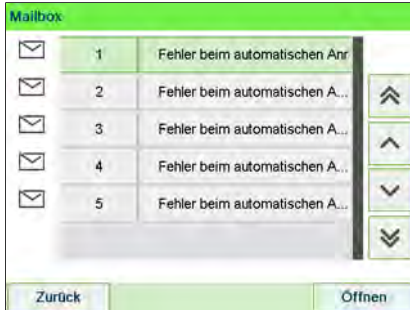 Mailbox
1 Fehler beim automatischen Anr
2 Fehler beim automatischen A...
3 Fehler beim automatischen A...
4 Fehler beim automatischen A...
5 Fehler beim automatischen A...
Zurück Öffnen